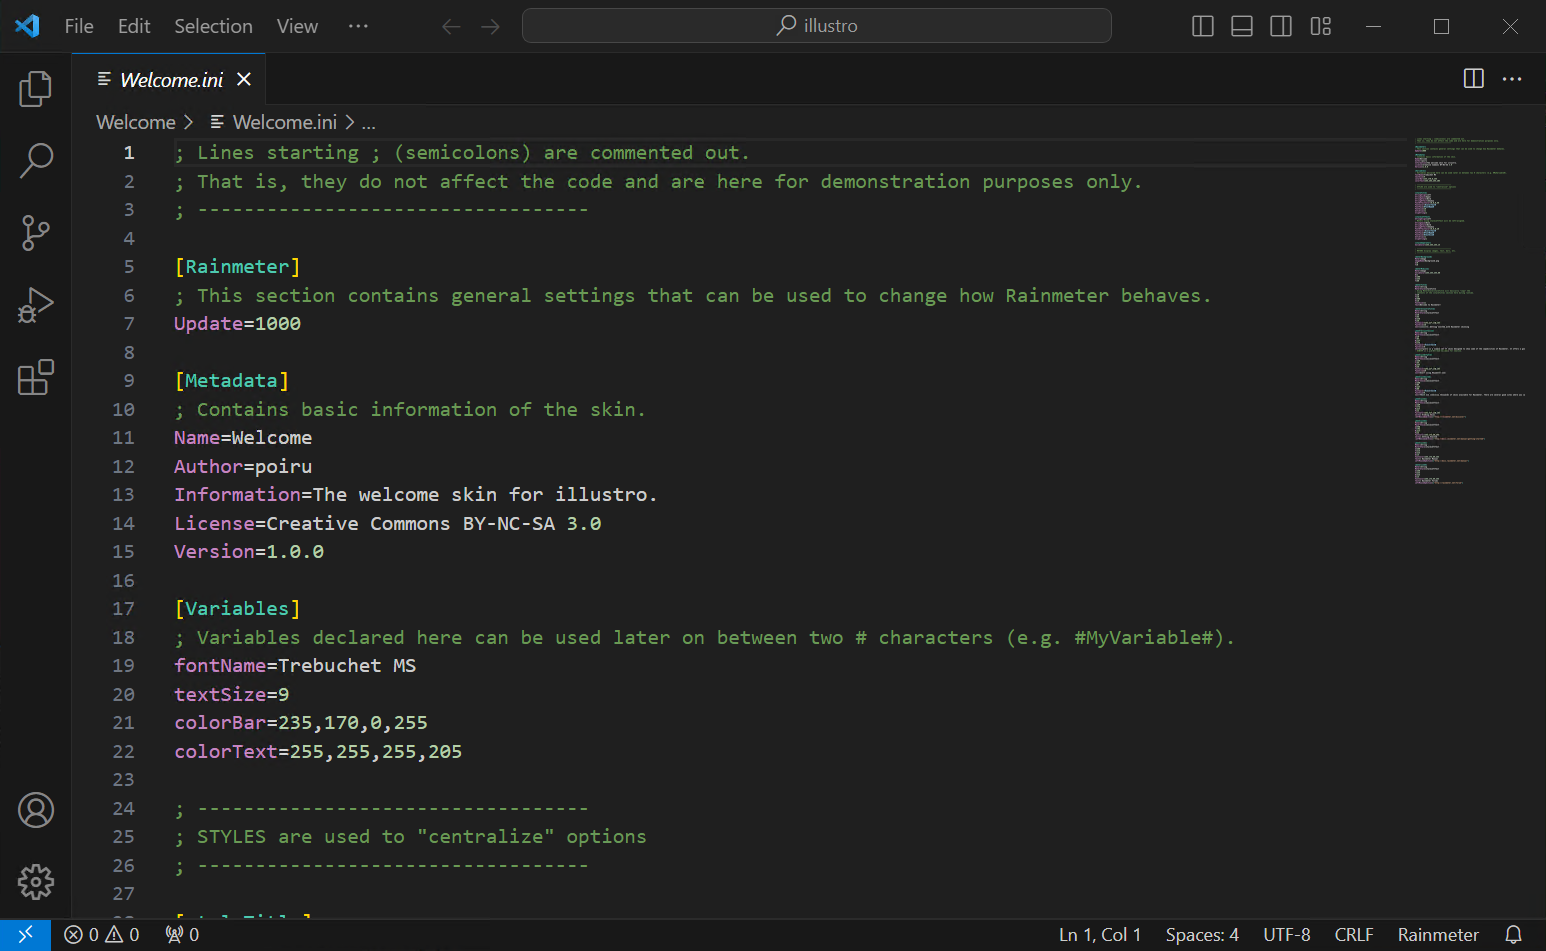 File Edit Selection View ··· illustro
Welcome.ini
Welcome > Welcome.ini > ...
1 ; Lines starting ; (semicolons) are commented out.
2 ; That is, they do not affect the code and are here for demonstration purposes only.
3 ; ----------------------------------
4
5 [Rainmeter]
6 ; This section contains general settings that can be used to change how Rainmeter behaves.
7 Update=1000
8
9 [Metadata]
10 ; Contains basic information of the skin.
11 Name=Welcome
12 Author=poiru
13 Information=The welcome skin for illustro.
14 License=Creative Commons BY-NC-SA 3.0
15 Version=1.0.0
16
17 [Variables]
18 ; Variables declared here can be used later on between two # characters (e.g. #MyVariable#).
19 fontName=Trebuchet MS
20 textSize=9
21 colorBar=235,170,0,255
22 colorText=255,255,255,205
23
24 ; ----------------------------------
25 ; STYLES are used to "centralize" options
26 ; ----------------------------------
27
0 0 0 Ln 1, Col 1 Spaces: 4 UTF-8 CRLF Rainmeter